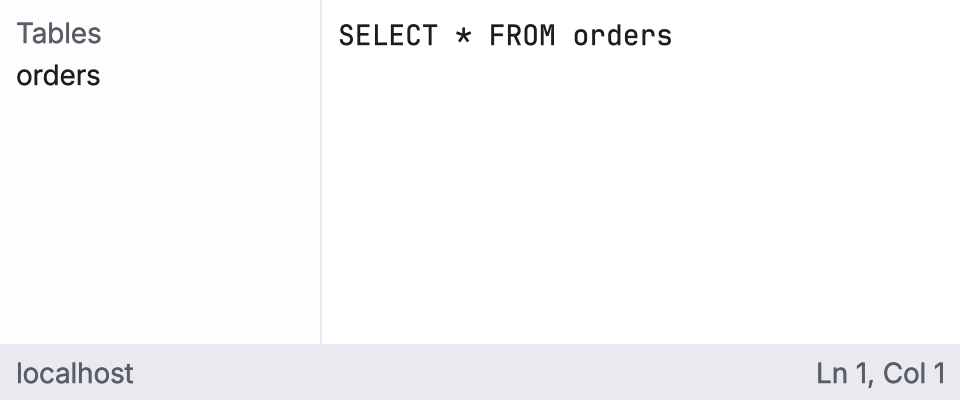 Tables
orders
SELECT * FROM orders
localhost
Ln 1, Col 1